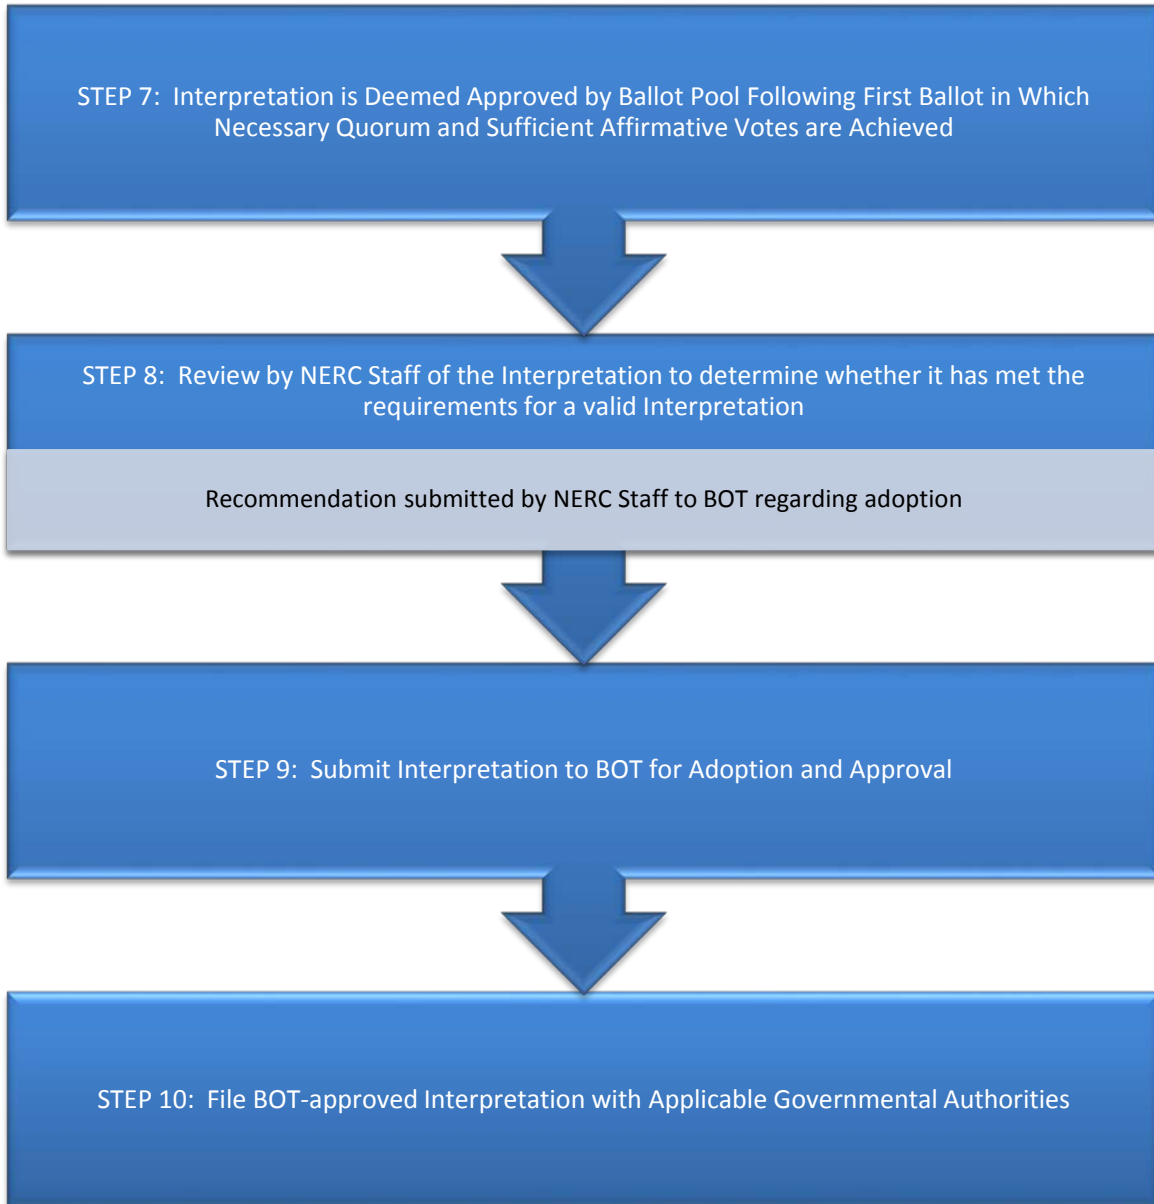 STEP 7:  Interpretation is Deemed Approved by Ballot Pool Following First Ballot in Which
Necessary Quorum and Sufficient Affirmative Votes are Achieved
STEP 8:  Review by NERC Staff of the Interpretation to determine whether it has met the
requirements for a valid Interpretation
Recommendation submitted by NERC Staff to BOT regarding adoption
STEP 9:  Submit Interpretation to BOT for Adoption and Approval
STEP 10:  File BOT-approved Interpretation with Applicable Governmental Authorities